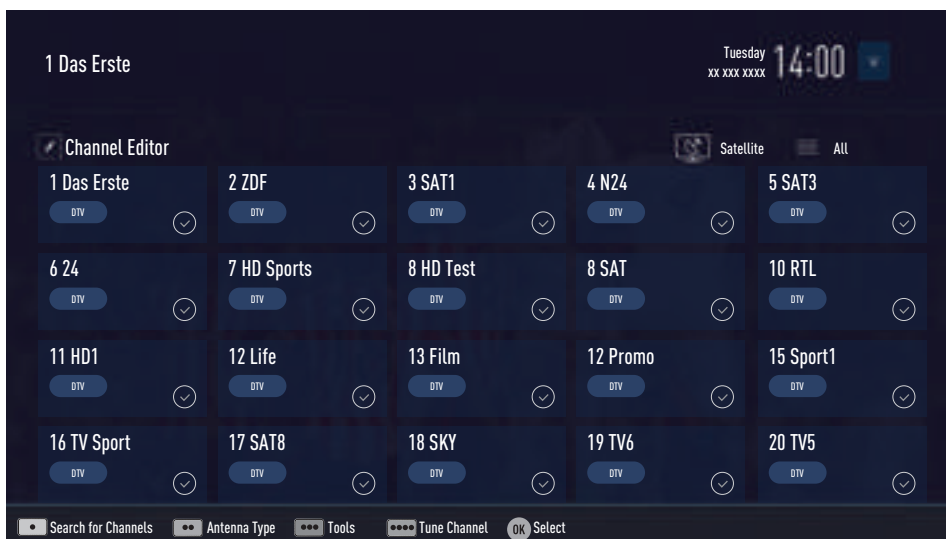 1 Das Erste
Tuesday
xx xxx xxxx
14:00
Channel Editor
Satellite
All
1 Das Erste
2 ZDF
3 SAT1
4 N24
5 SAT3
DTV
DTV
DTV
DTV
DTV
6 24
7 HD Sports
8 HD Test
8 SAT
10 RTL
DTV
DTV
DTV
DTV
DTV
11 HD1
12 Life
13 Film
12 Promo
15 Sport1
DTV
DTV
DTV
DTV
DTV
16 TV Sport
17 SAT8
18 SKY
19 TV6
20 TV5
DTV
DTV
DTV
DTV
DTV
Search for Channels
Antenna Type
Tools
Tune Channel
OK Select